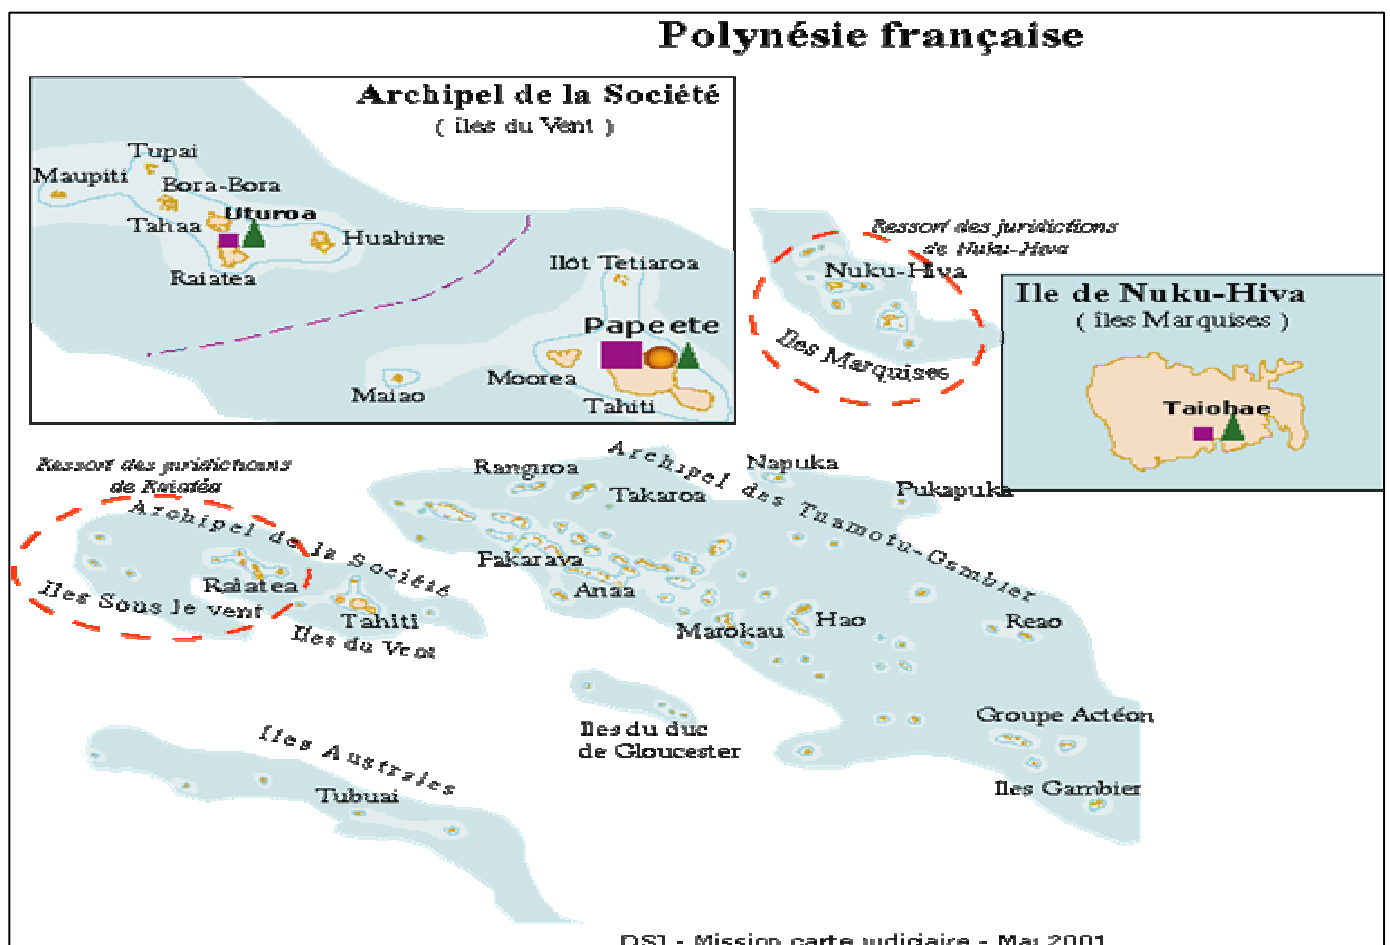 Polynésie française
Archipel de la Société
( îles du Vent )
Tupai
Maupiti
Bora-Bora
Uturoa
Tahaa
Huahine
Raiatea
Ilôt Tetiaroa
Papeete
Moorea
Maiao
Tahiti
Ressort des juridictions
de Nuku-Hiva
Nuku-Hiva
Iles Marquises
Ile de Nuku-Hiva
( îles Marquises )
Taiohae
Ressort des juridictions
de Raiatéa
Archipel de la Société
Raiatea
Iles Sous le vent
Tahiti
Iles du Vent
Rangiroa
Takaroa
Archipel des Tuamotu-Gambier
Napuka
Pukapuka
Fakarava
Anaa
Marokau
Hao
Reao
Iles du duc
de Gloucester
Groupe Actéon
Iles Gambier
Iles Australes
Tubuai
DSJ - Mission carte judiciaire - Mai 2001